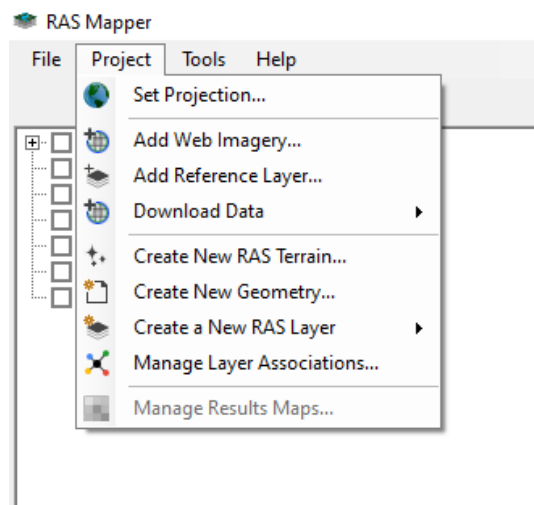 RAS Mapper
File Project Tools Help
Set Projection...
Add Web Imagery...
Add Reference Layer...
Download Data
Create New RAS Terrain...
Create New Geometry...
Create a New RAS Layer
Manage Layer Associations...
Manage Results Maps...